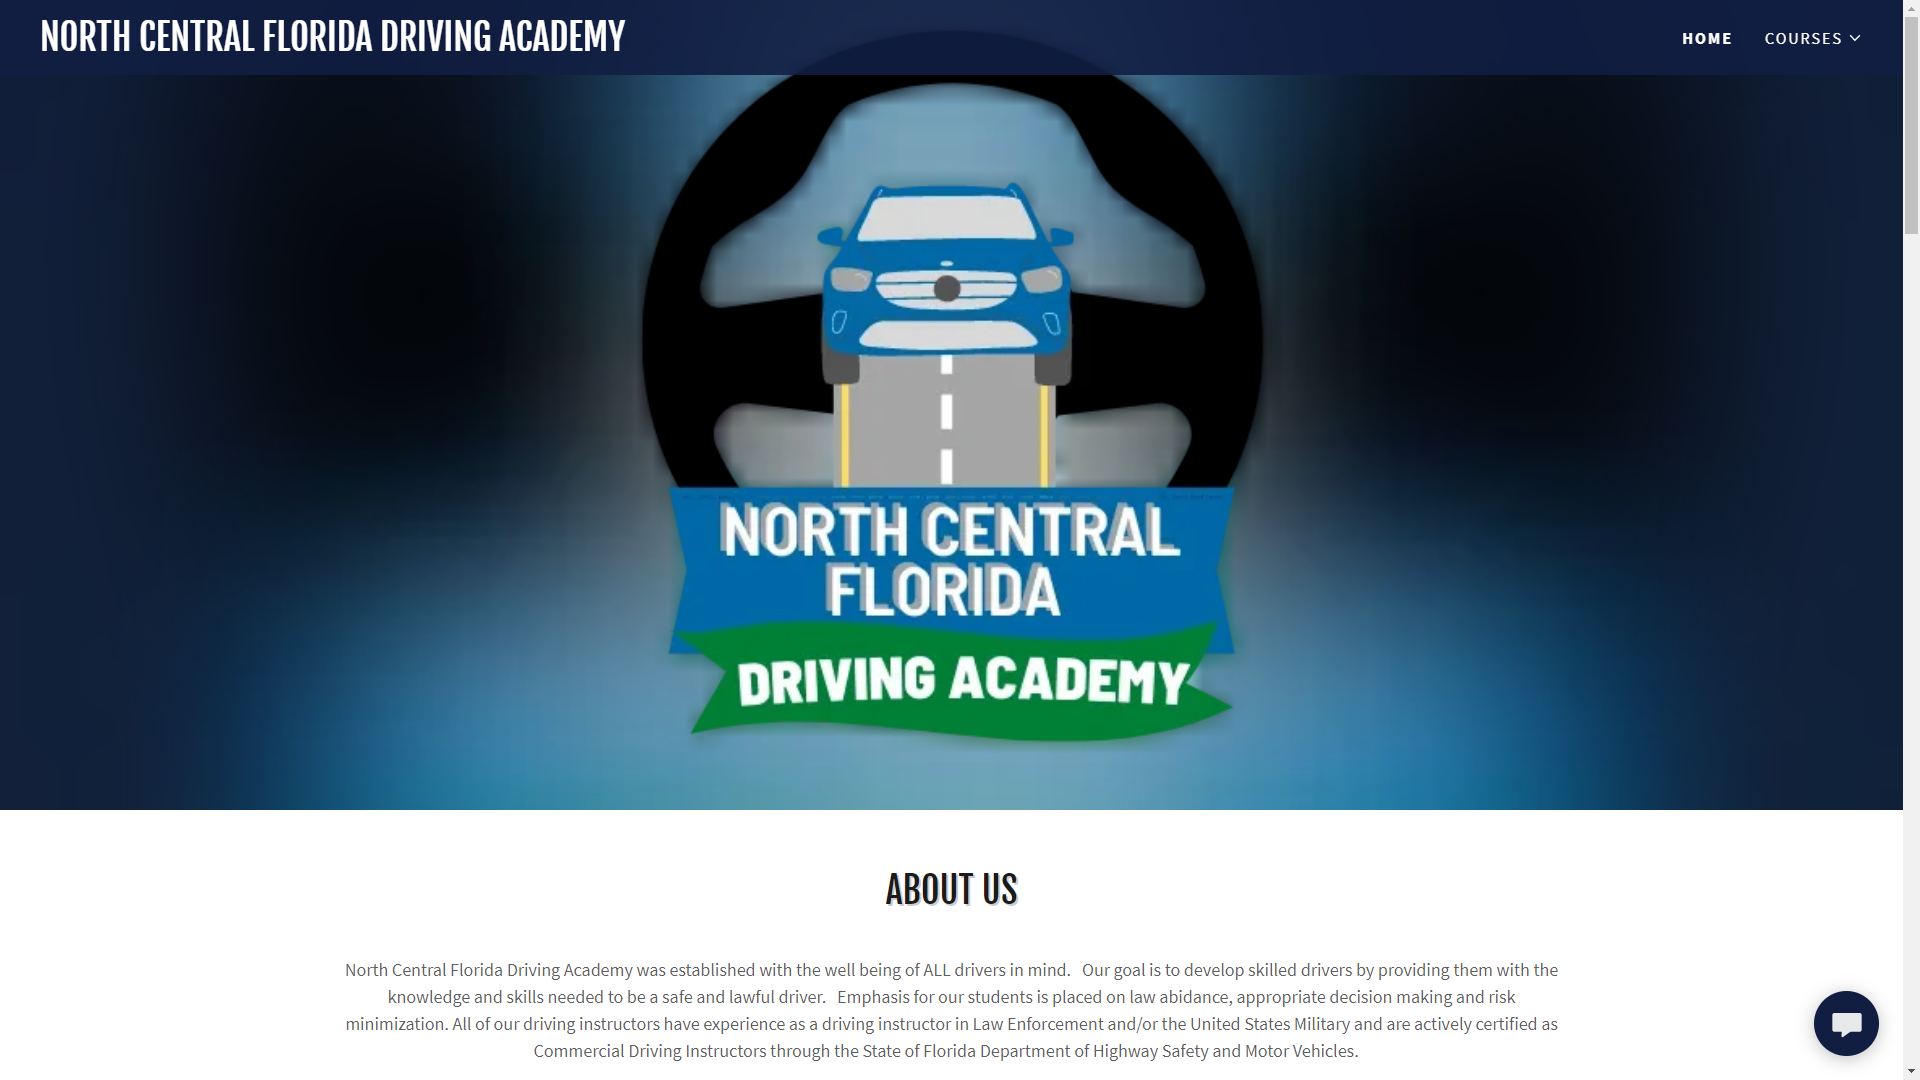 NORTH CENTRAL FLORIDA DRIVING ACADEMY
HOME
COURSES
NORTH CENTRAL
FLORIDA
DRIVING ACADEMY
ABOUT US
North Central Florida Driving Academy was established with the well being of ALL drivers in mind.   Our goal is to develop skilled drivers by providing them with the
knowledge and skills needed to be a safe and lawful driver.   Emphasis for our students is placed on law abidance, appropriate decision making and risk
minimization. All of our driving instructors have experience as a driving instructor in Law Enforcement and/or the United States Military and are actively certified as
Commercial Driving Instructors through the State of Florida Department of Highway Safety and Motor Vehicles.